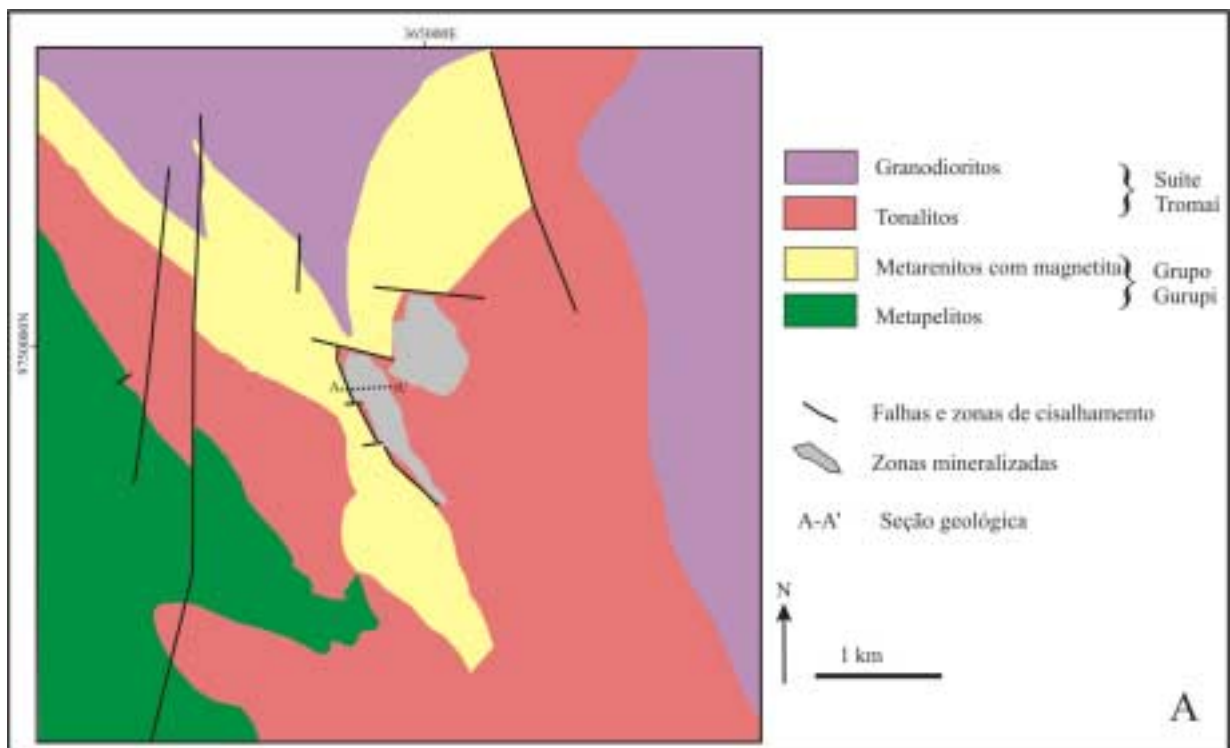 365000E
9750000N
Granodioritos
Tonalitos
Suíte
Tromaí
Metarenitos com magnetita
Metapelitos
Grupo
Gurupi
A
Falhas e zonas de cisalhamento
Zonas mineralizadas
A-A' Seção geológica
N
1 km
A